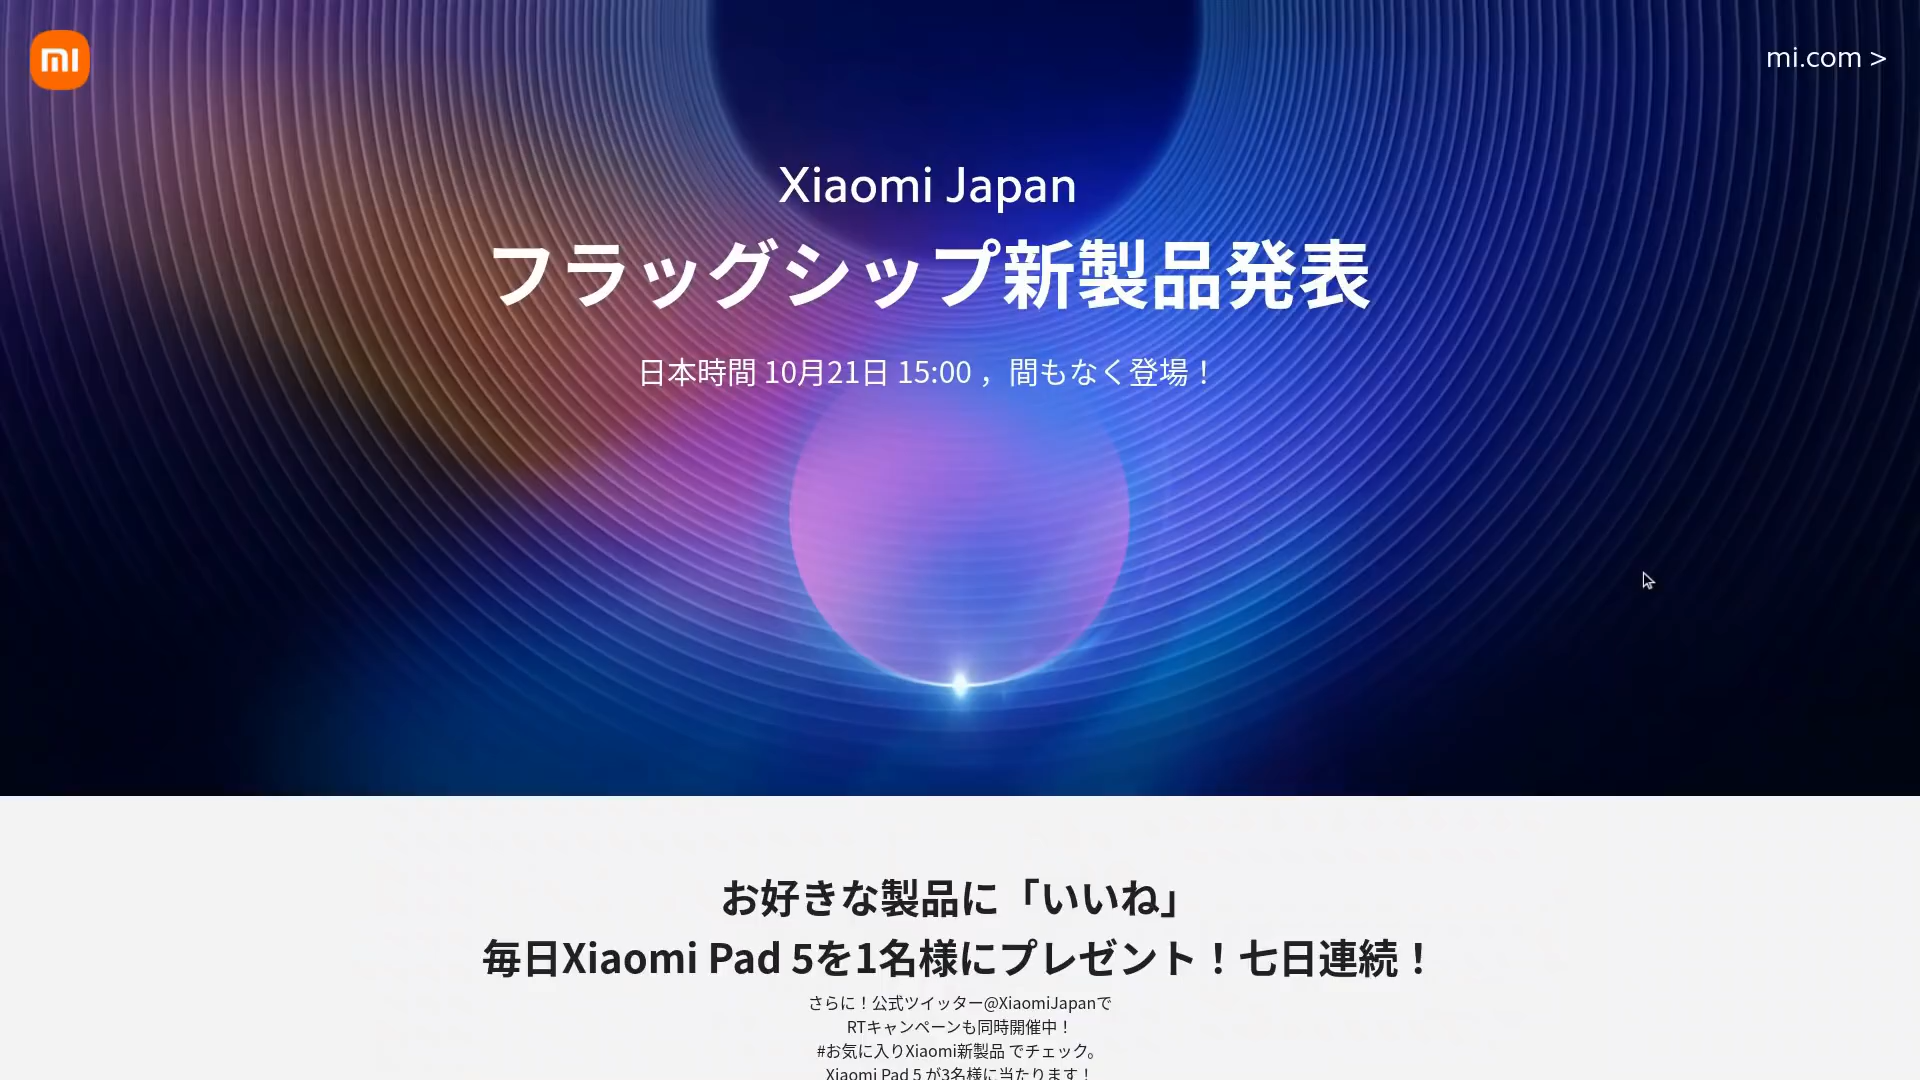 mi
mi.com >
Xiaomi Japan
フラッグシップ新製品発表
日本時間 10月21日 15:00 ，間もなく登場！
お好きな製品に「いいね」
毎日Xiaomi Pad 5を1名様にプレゼント！七日連続！
さらに！公式ツイッター@XiaomiJapanで
RTキャンペーンも同時開催中！
#お気に入りXiaomi新製品 でチェック。
Xiaomi Pad 5 が3名様に当たります！